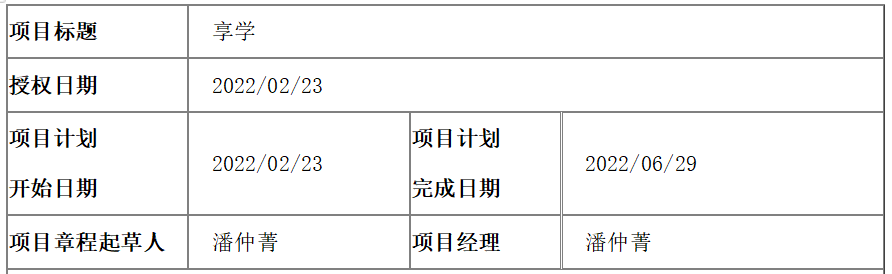 项目标题 享学
授权日期 2022/02/23
项目计划
开始日期
2022/02/23
项目计划
完成日期
2022/06/29
项目章程起草人 潘仲菁 项目经理 潘仲菁